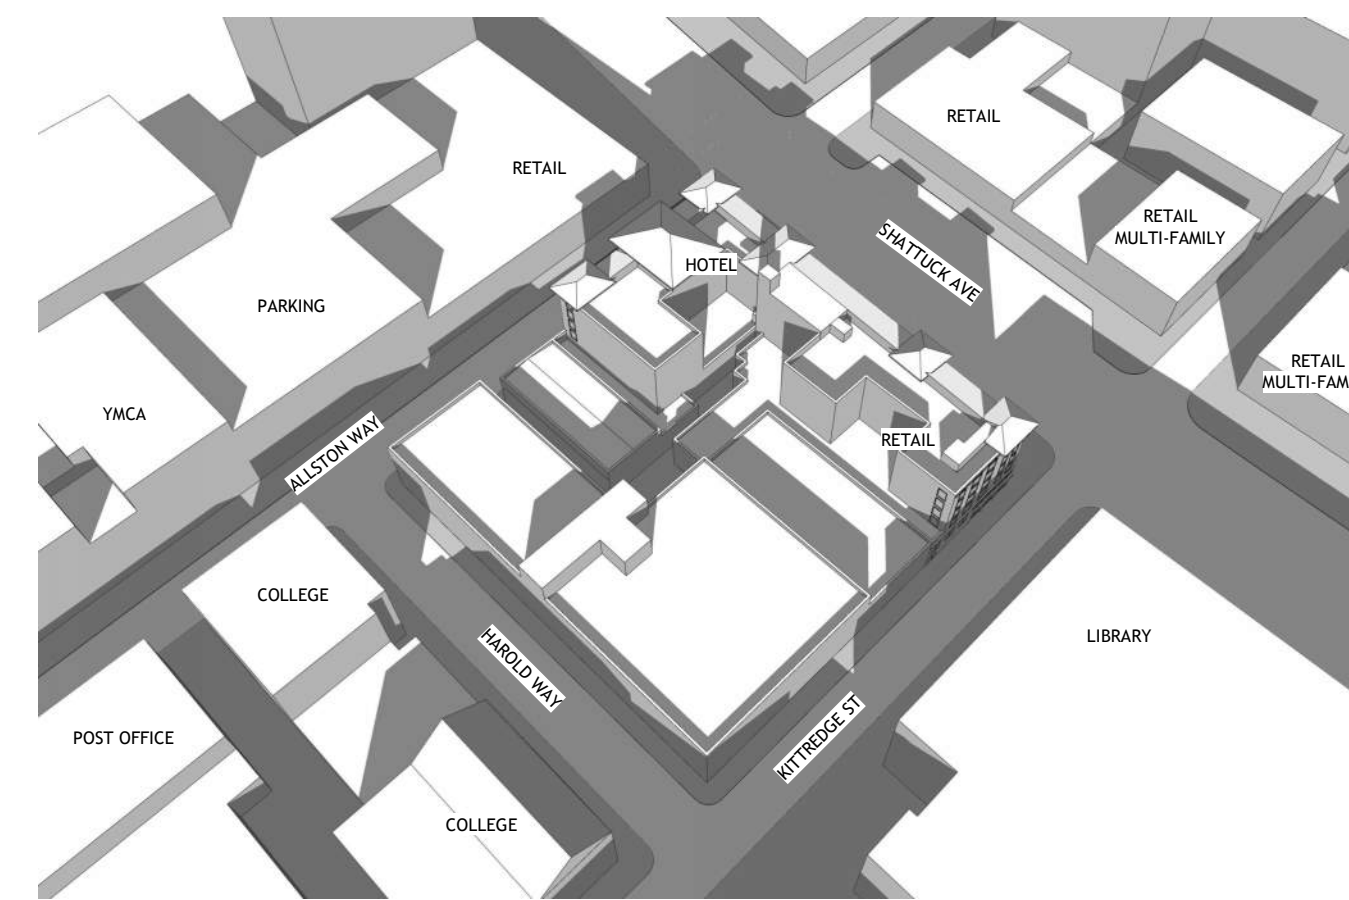 RETAIL
RETAIL
RETAIL
MULTI-FAMILY
SHATTUCK AVE
HOTEL
PARKING
RETAIL
MULTI-FAM
YMCA
ALLSTON WAY
RETAIL
COLLEGE
LIBRARY
HAROLD WAY
POST OFFICE
KITTREDGE ST
COLLEGE